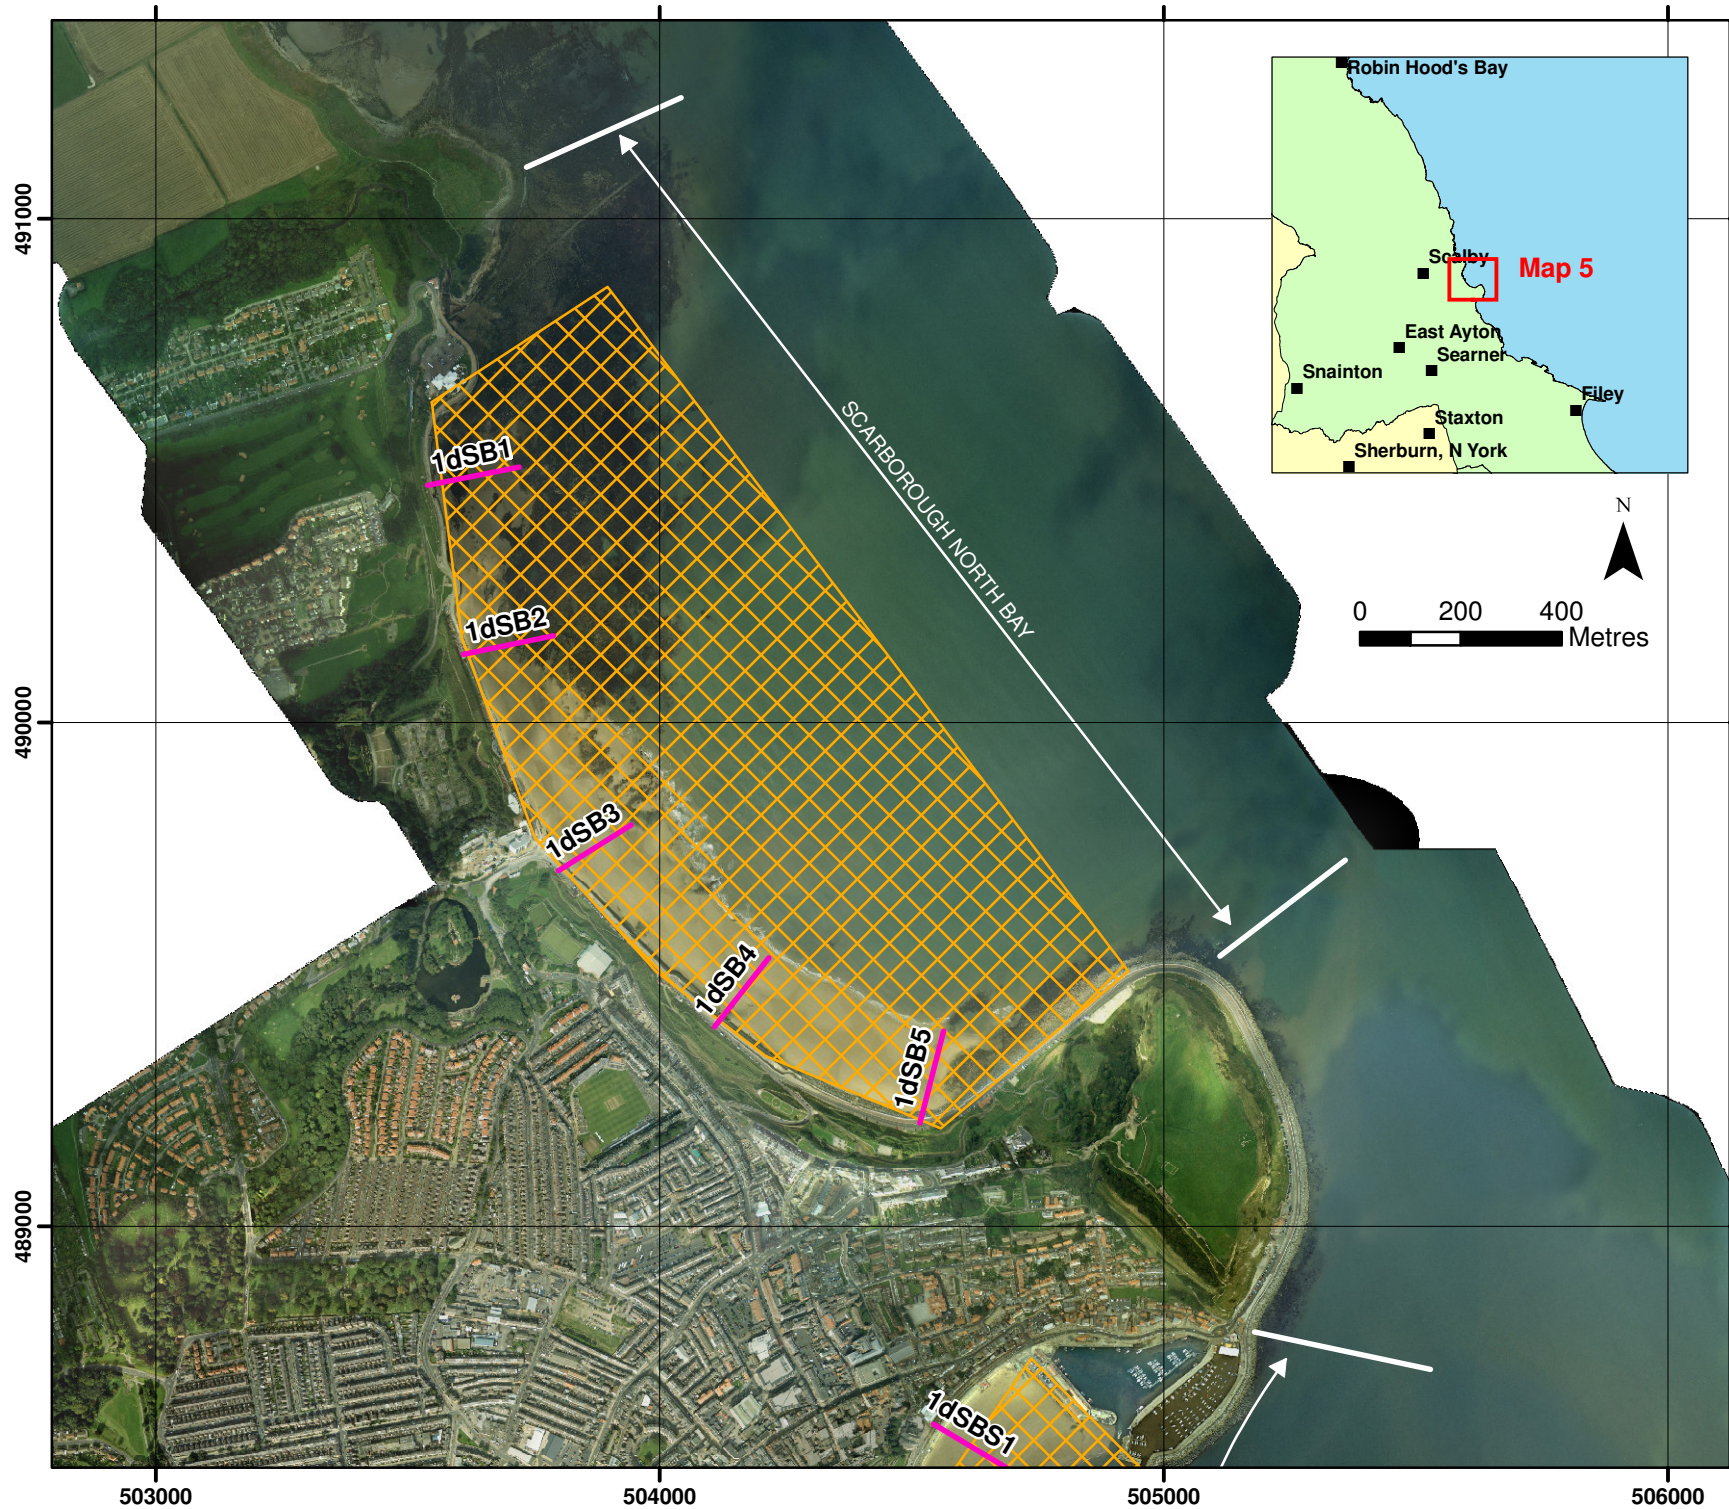 Robin Hood's Bay
Scalby
Map 5
East Ayton
Searner
Snainton
Filey
Staxton
Sherburn, N York
N
0 200 400
Metres
491000
490000
489000
SCARBOROUGH NORTH BAY
1dSB1
1dSB2
1dSB3
1dSB4
1dSB5
1dSBS1
503000 504000 505000 506000